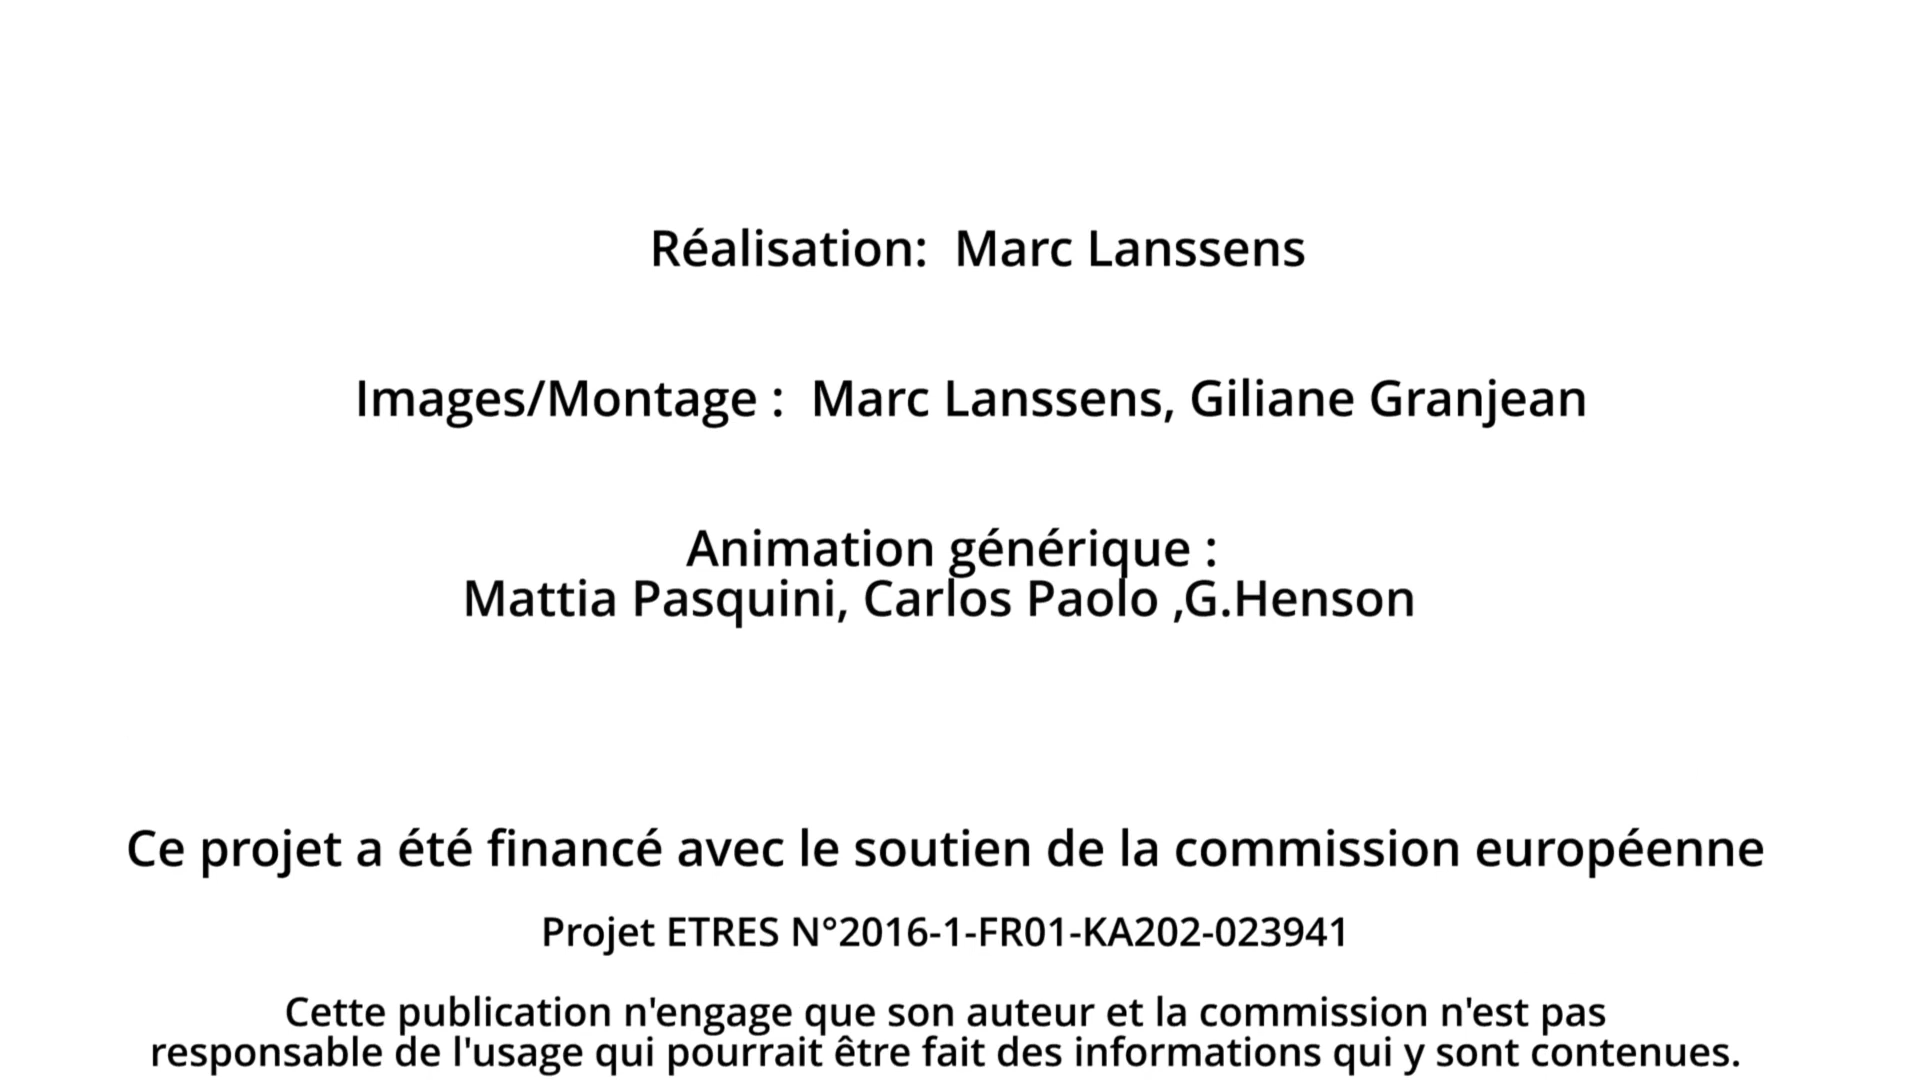 Réalisation:  Marc Lanssens
Images/Montage :  Marc Lanssens, Giliane Granjean
Animation générique :
Mattia Pasquini, Carlos Paolo ,G.Henson
Ce projet a été financé avec le soutien de la commission européenne
Projet ETRES N°2016-1-FR01-KA202-023941
Cette publication n'engage que son auteur et la commission n'est pas
responsable de l'usage qui pourrait être fait des informations qui y sont contenues.